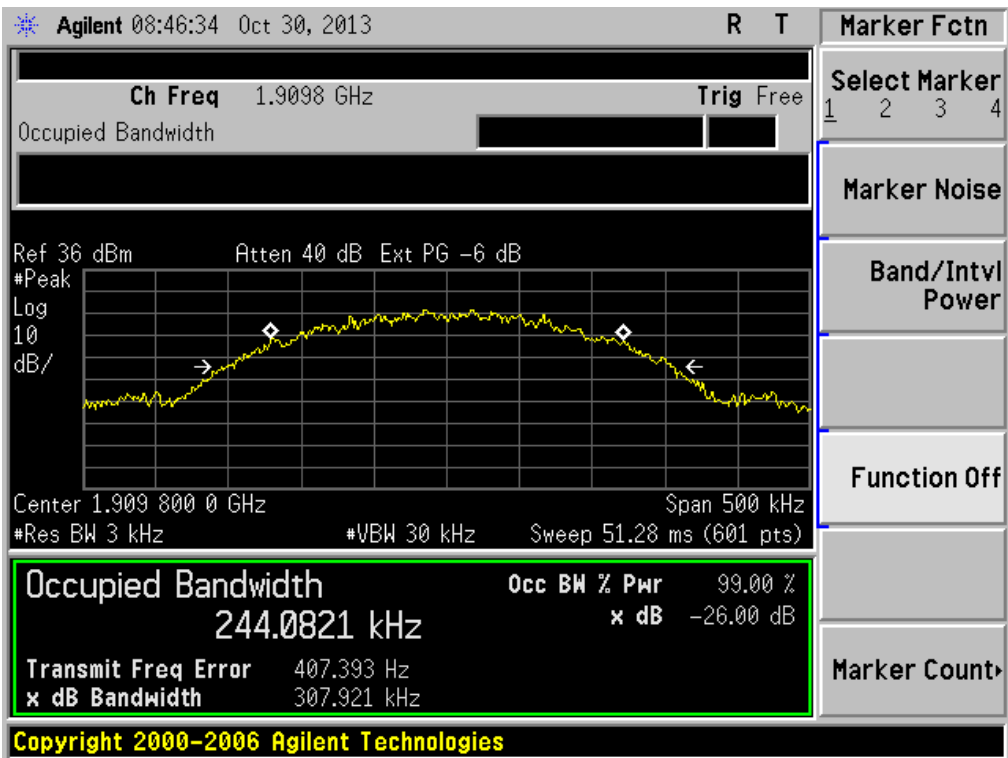 Agilent 08:46:34 Oct 30, 2013 R T
Marker Fctn
Ch Freq 1.9098 GHz Trig Free
Occupied Bandwidth
Select Marker
1 2 3 4
Marker Noise
Band/Intvl
Power
Function Off
Marker Count
Ref 36 dBm Atten 40 dB Ext PG -6 dB
#Peak
Log
10
dB/
Center 1.909 800 0 GHz Span 500 kHz
#Res BW 3 kHz #VBW 30 kHz Sweep 51.28 ms (601 pts)
Occupied Bandwidth Occ BW % Pwr 99.00 %
244.0821 kHz x dB -26.00 dB
Transmit Freq Error 407.393 Hz
x dB Bandwidth 307.921 kHz
Copyright 2000-2006 Agilent Technologies